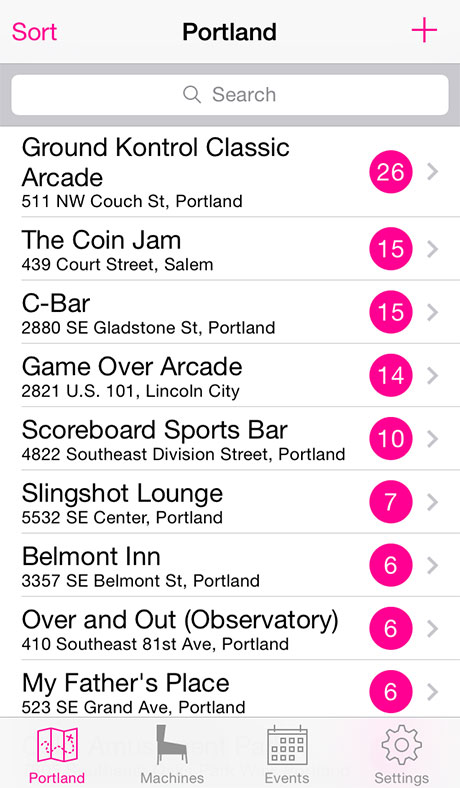 Sort
Portland
+
Search
Ground Kontrol Classic
Arcade
511 NW Couch St, Portland
26
The Coin Jam
439 Court Street, Salem
15
C-Bar
2880 SE Gladstone St, Portland
15
Game Over Arcade
2821 U.S. 101, Lincoln City
14
Scoreboard Sports Bar
4822 Southeast Division Street, Portland
10
Slingshot Lounge
5532 SE Center, Portland
7
Belmont Inn
3357 SE Belmont St, Portland
6
Over and Out (Observatory)
410 Southeast 81st Ave, Portland
6
My Father's Place
523 SE Grand Ave, Portland
6
Amusement
Portland
Machines
Events
Settings